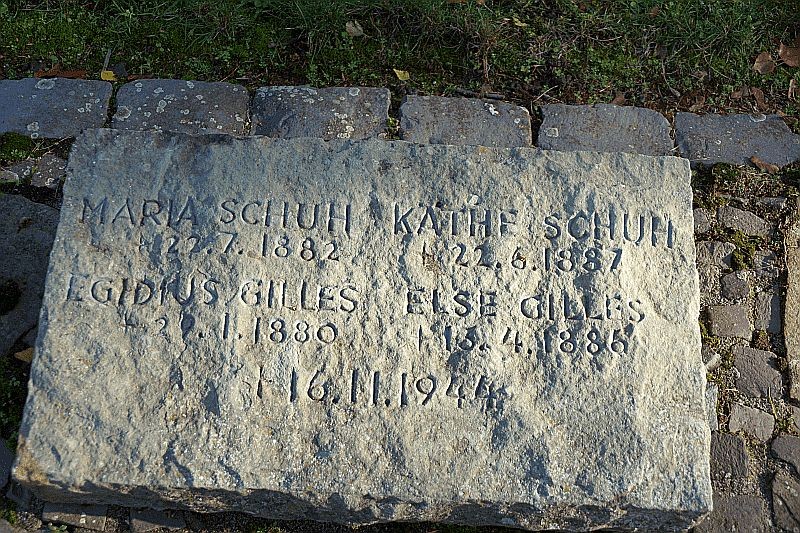 MARIA SCHUH KÄTHE SCHUH
* 22.7.1882 * 22.6.1887
EGIDIUS GILLES ELSE GILLES
* 29.1.1880 * 15.4.1886
† 16.11.1944